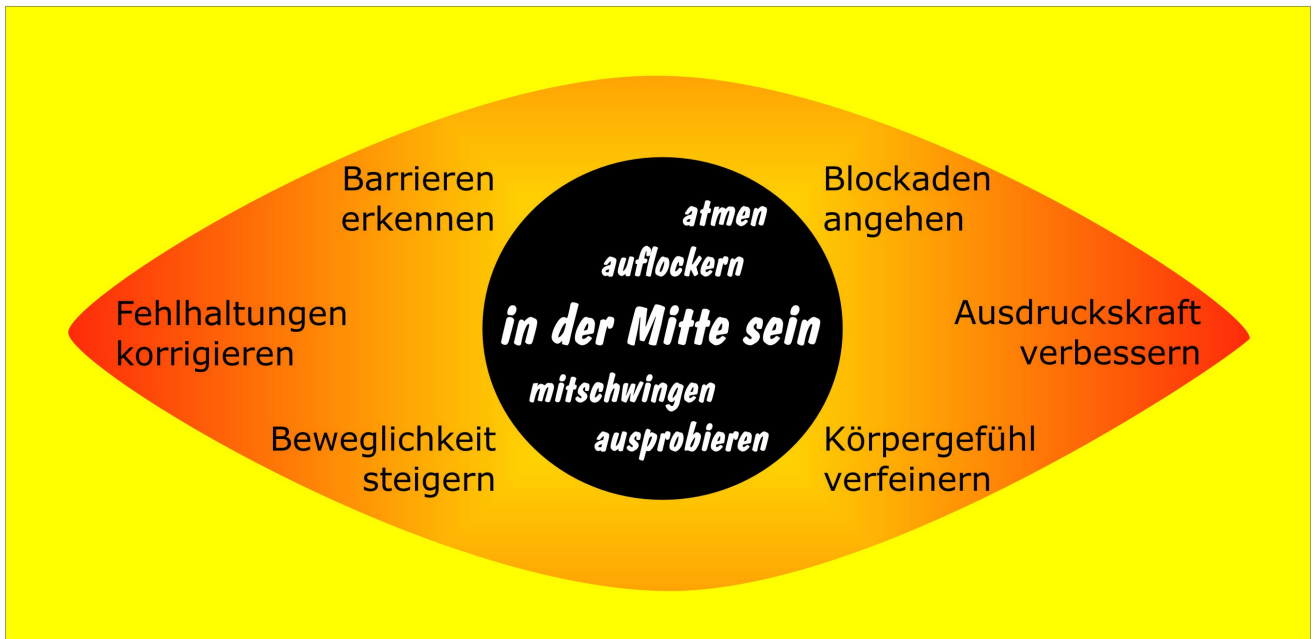 Barrieren
erkennen
Fehlhaltungen
korrigieren
Beweglichkeit
steigern
atmen
auflockern
in der Mitte sein
mitschwingen
ausprobieren
Blockaden
angehen
Ausdruckskraft
verbessern
Körpergefühl
verfeinern